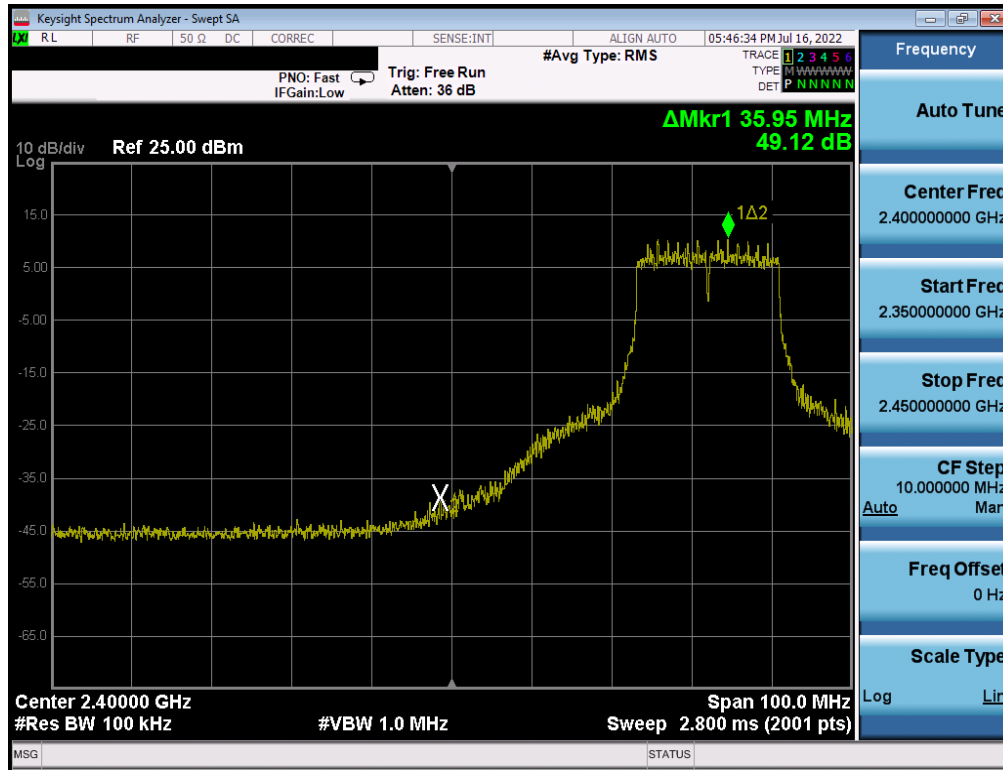 Keysight Spectrum Analyzer - Swept SA
LXI RL RF 50 Ω DC CORREC SENSE:INT ALIGN AUTO 05:46:34 PM Jul 16, 2022
#Avg Type: RMS
TRACE 1 2 3 4 5 6
PNO: Fast Trig: Free Run
TYPE M W W W W W
IFGain:Low Atten: 36 dB
DET P N N N N N
ΔMkr1 35.95 MHz
49.12 dB
10 dB/div Ref 25.00 dBm
Log
15.0
1Δ2
5.00
-5.00
-15.0
-25.0
-35.0
X
-45.0
-55.0
-65.0
Center 2.40000 GHz Span 100.0 MHz
#Res BW 100 kHz #VBW 1.0 MHz Sweep 2.800 ms (2001 pts)
MSG STATUS
Frequency
Auto Tune
Center Freq
2.400000000 GHz
Start Freq
2.350000000 GHz
Stop Freq
2.450000000 GHz
CF Step
10.000000 MHz
Auto Man
Freq Offset
0 Hz
Scale Type
Log Lin